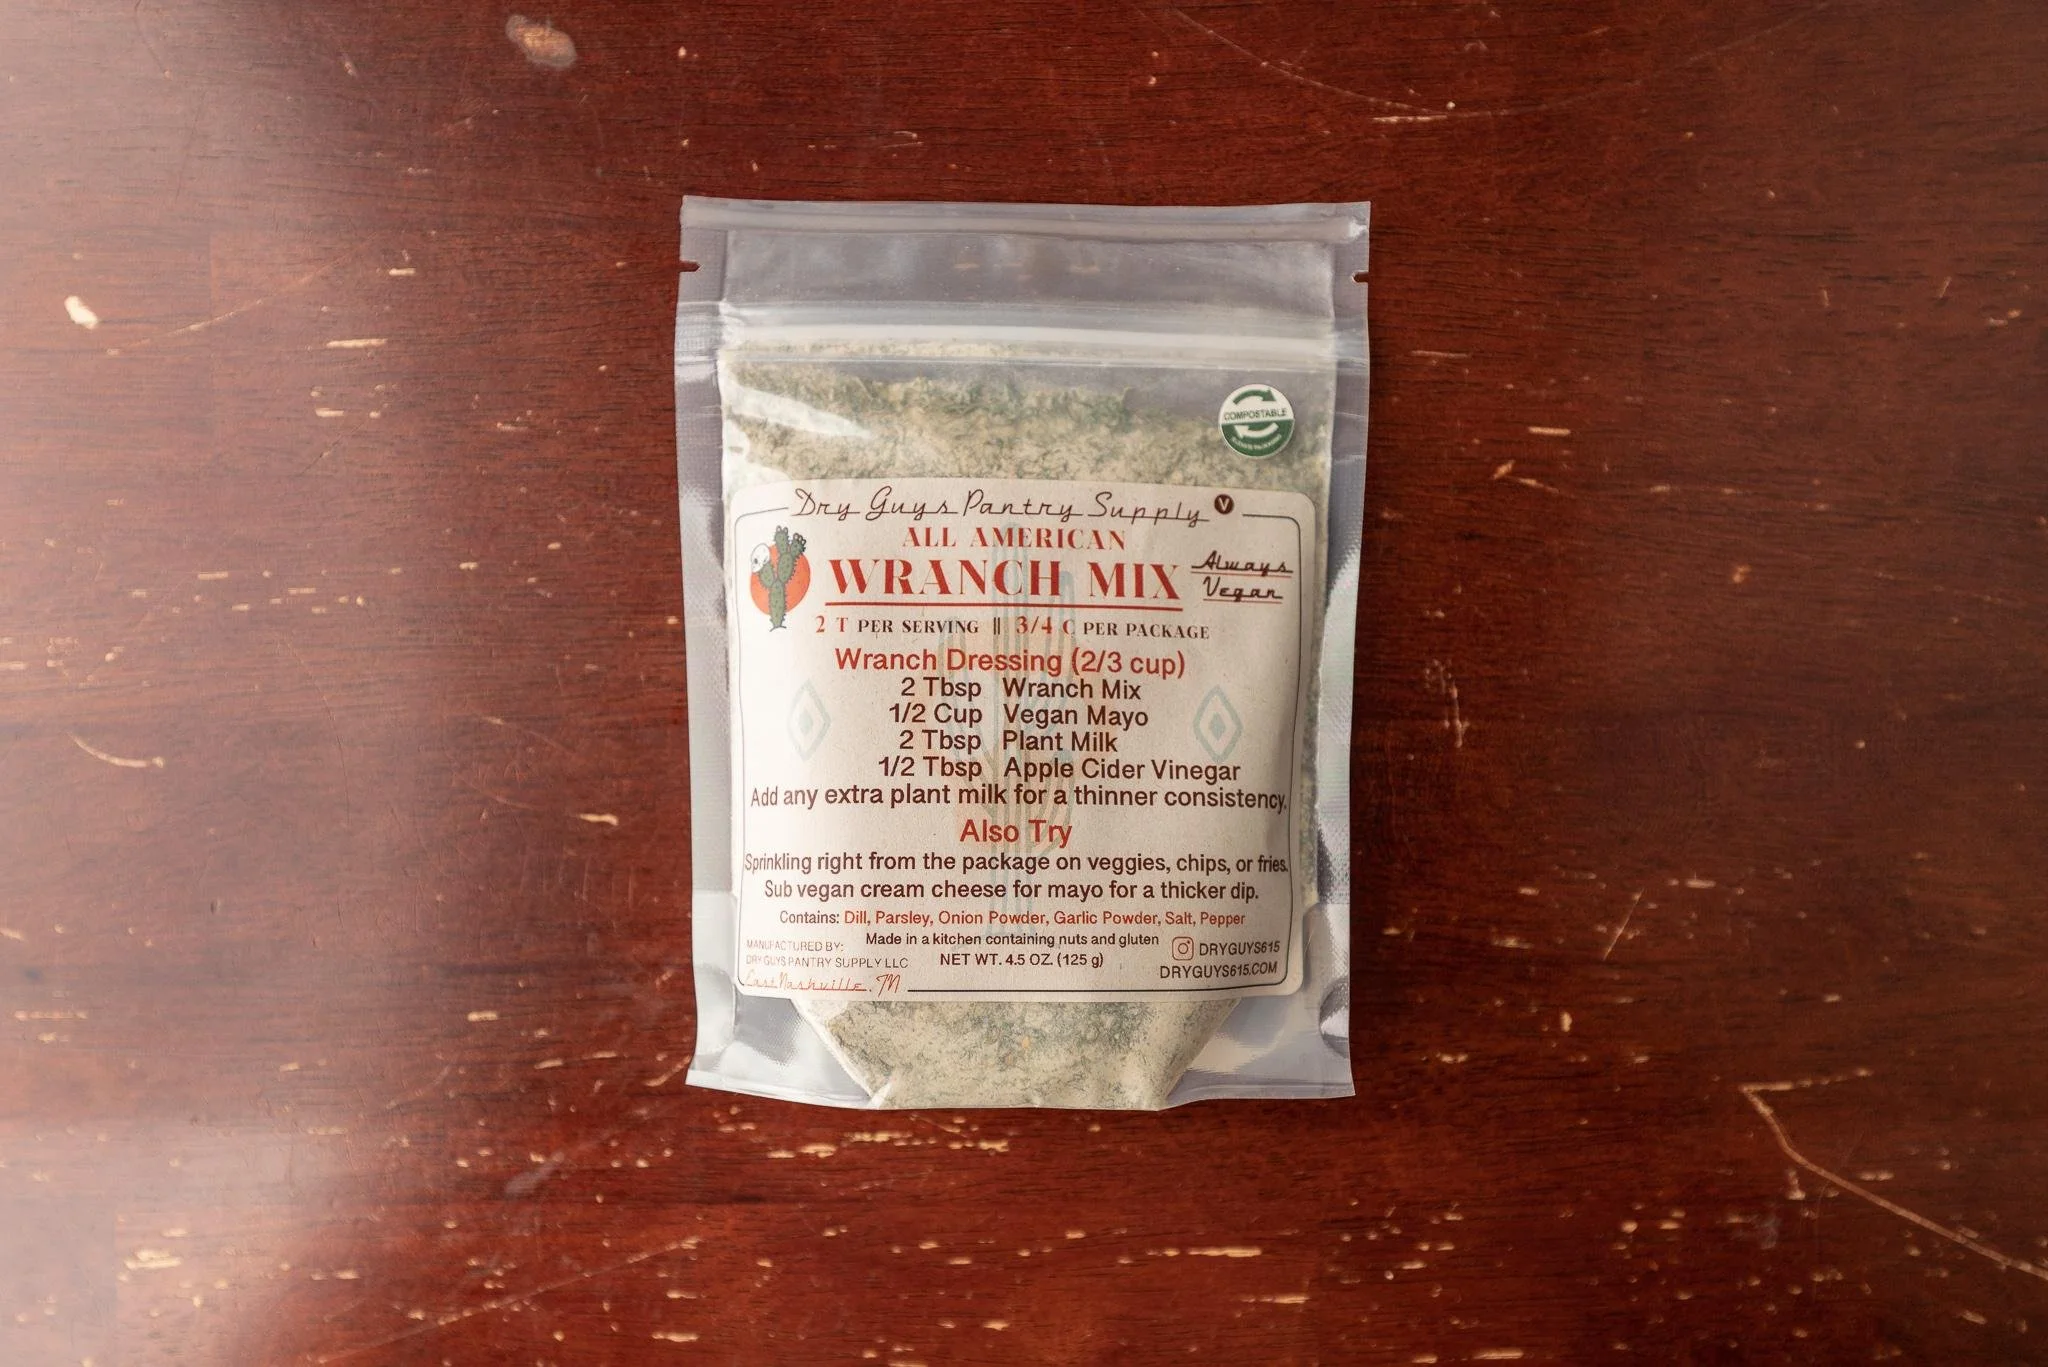 COMPOSTABLE
Dry Guys Pantry Supply V
ALL AMERICAN
WRANCH MIX
Always
Vegan
2 T PER SERVING || 3/4 C PER PACKAGE
Wranch Dressing (2/3 cup)
2 Tbsp Wranch Mix
1/2 Cup Vegan Mayo
2 Tbsp Plant Milk
1/2 Tbsp Apple Cider Vinegar
Add any extra plant milk for a thinner consistency.
Also Try
Sprinkling right from the package on veggies, chips, or fries.
Sub vegan cream cheese for mayo for a thicker dip.
Contains: Dill, Parsley, Onion Powder, Garlic Powder, Salt, Pepper
Made in a kitchen containing nuts and gluten
NET WT. 4.5 OZ. (125 g)
MANUFACTURED BY:
DRY GUYS PANTRY SUPPLY LLC
East Nashville, TN
DRYGUYS615
DRYGUYS615.COM